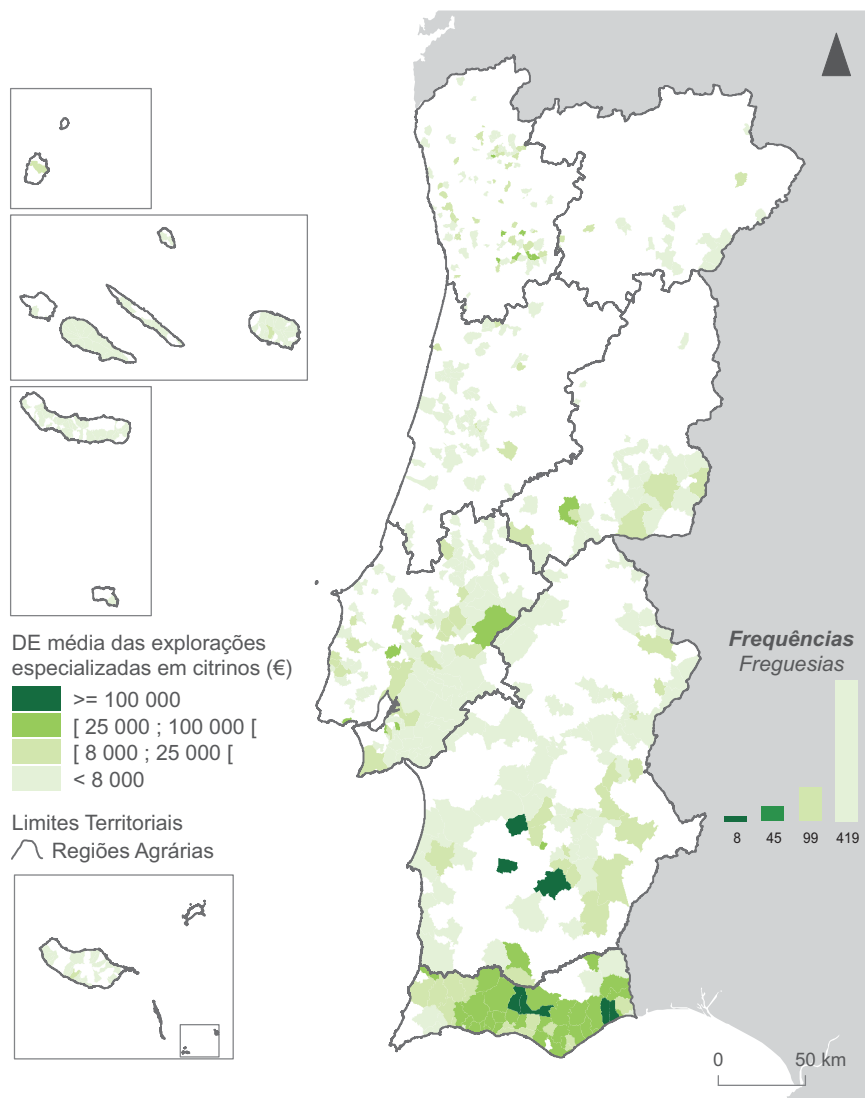 DE média das explorações
especializadas em citrinos (€)
>= 100 000
[ 25 000 ; 100 000 [
[ 8 000 ; 25 000 [
< 8 000
Limites Territoriais
Regiões Agrárias
Frequências
Freguesias
8 45 99 419
0 50 km